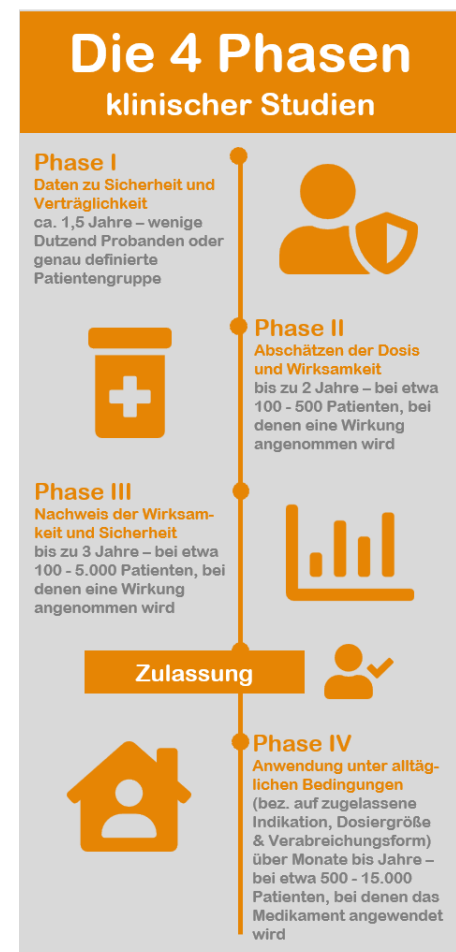 Die 4 Phasen
klinischer Studien
Phase I
Daten zu Sicherheit und
Verträglichkeit
ca. 1,5 Jahre – wenige
Dutzend Probanden oder
genau definierte
Patientengruppe
Phase II
Abschätzen der Dosis
und Wirksamkeit
bis zu 2 Jahre – bei etwa
100 - 500 Patienten, bei
denen eine Wirkung
angenommen wird
Phase III
Nachweis der Wirksam-
keit und Sicherheit
bis zu 3 Jahre – bei etwa
100 - 5.000 Patienten, bei
denen eine Wirkung
angenommen wird
Zulassung
Phase IV
Anwendung unter alltäg-
lichen Bedingungen
(bez. auf zugelassene
Indikation, Dosiergröße
& Verabreichungsform)
über Monate bis Jahre –
bei etwa 500 - 15.000
Patienten, bei denen das
Medikament angewendet
wird